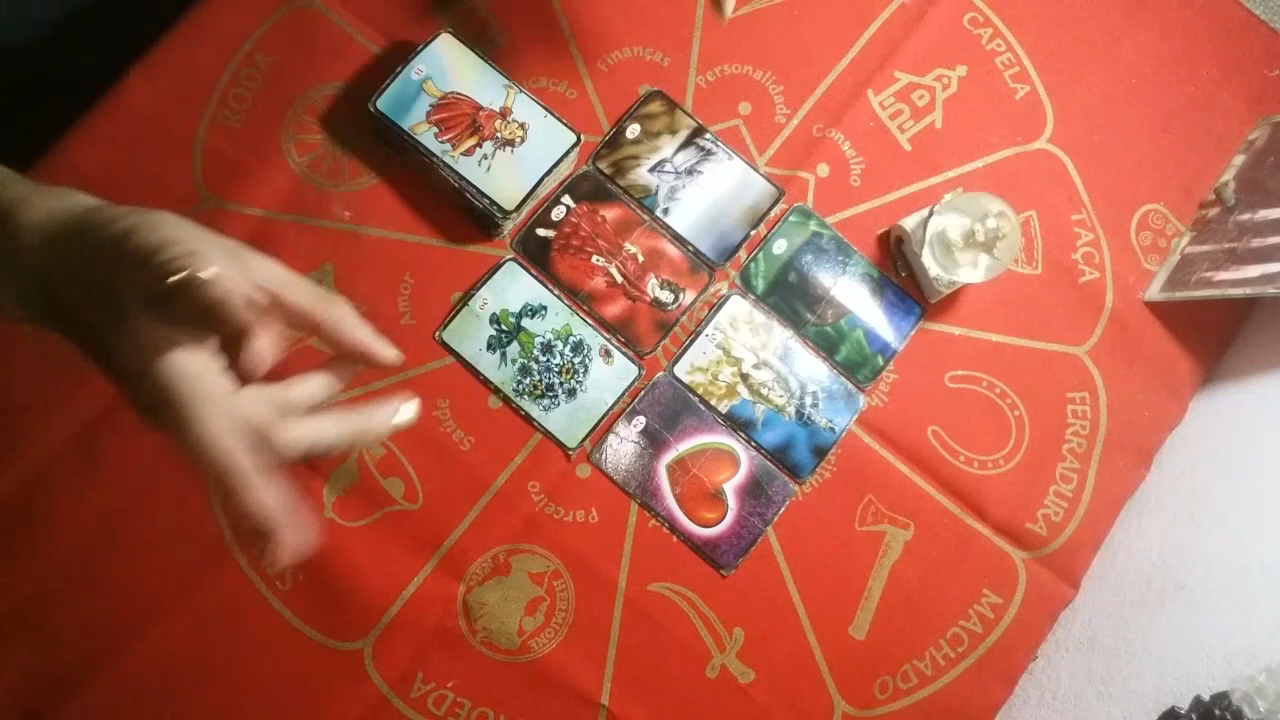 RODA
Finanças
Personalidade
Conselho
CAPELA
TAÇA
Amor
Saúde
Parceiro
FERRADURA
MACHADO
HERMIONE